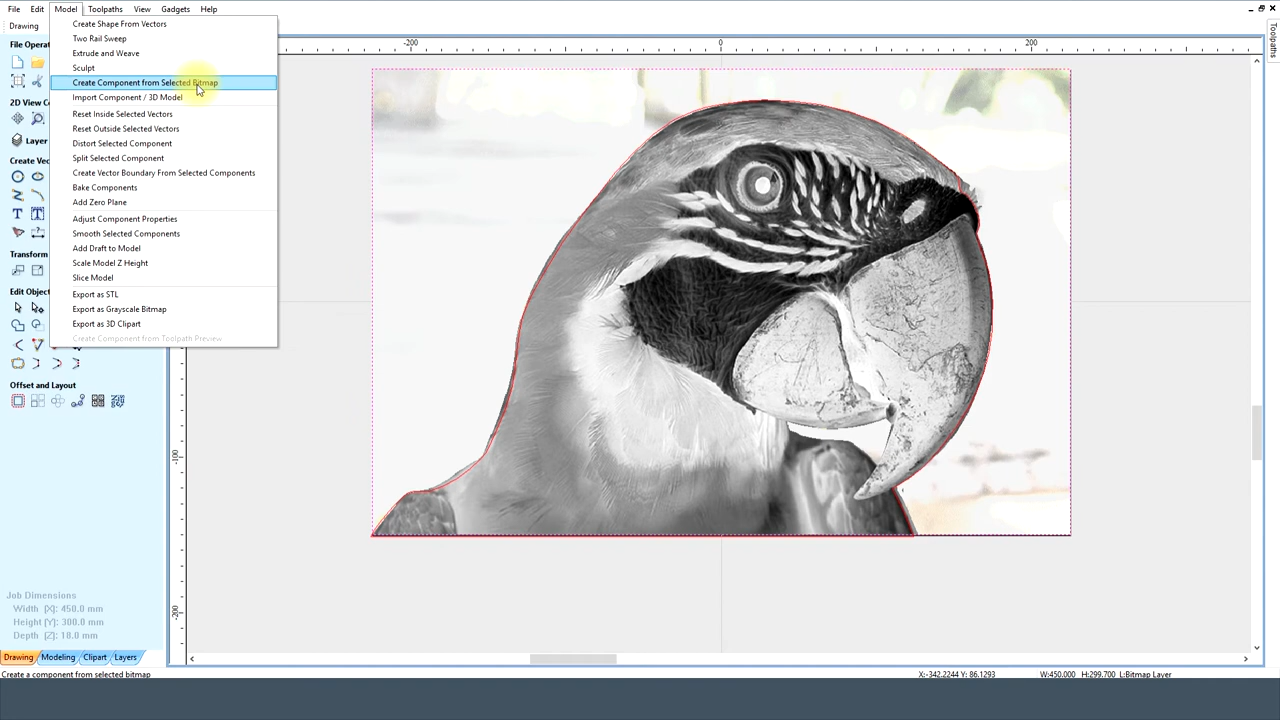 File Edit Model Toolpaths View Gadgets Help
Drawing
Create Shape From Vectors
Two Rail Sweep
Extrude and Weave
Sculpt
Create Component from Selected Bitmap
Import Component / 3D Model
Reset Inside Selected Vectors
Reset Outside Selected Vectors
Distort Selected Component
Split Selected Component
Create Vector Boundary From Selected Components
Bake Components
Add Zero Plane
Adjust Component Properties
Smooth Selected Components
Add Draft to Model
Scale Model Z Height
Slice Model
Export as STL
Export as Grayscale Bitmap
Export as 3D Clipart
Create Component from Toolpath Preview
File Operat
2D View Co
Layer
Create Vect
Transform
Edit Object
Offset and Layout
Toolpaths
-200 0 200
-100
-200
Job Dimensions
Width (X): 450.0 mm
Height (Y): 300.0 mm
Depth (Z): 18.0 mm
Drawing Modeling Clipart Layers
Create a component from selected bitmap
X:-342.2244 Y: 86.1293 W:450.000 H:299.700 L:Bitmap Layer